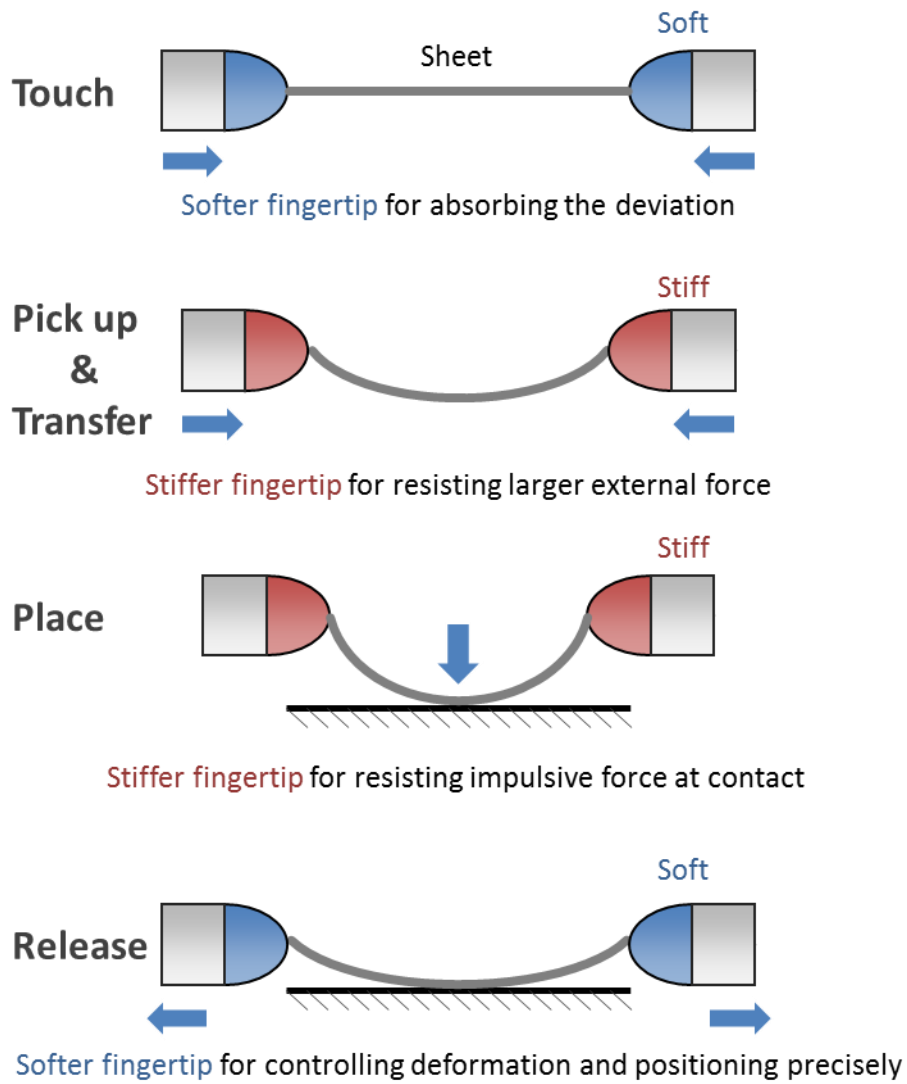 Soft
Sheet
Touch
Softer fingertip for absorbing the deviation
Stiff
Pick up
&
Transfer
Stiffer fingertip for resisting larger external force
Stiff
Place
Stiffer fingertip for resisting impulsive force at contact
Soft
Release
Softer fingertip for controlling deformation and positioning precisely